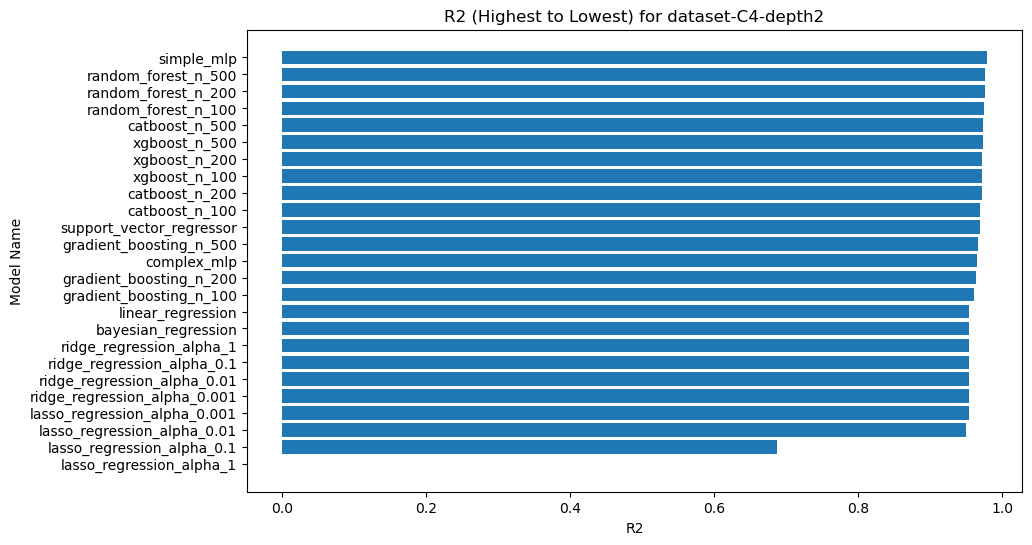 R2 (Highest to Lowest) for dataset-C4-depth2
Model Name
simple_mlp
random_forest_n_500
random_forest_n_200
random_forest_n_100
catboost_n_500
xgboost_n_500
xgboost_n_200
xgboost_n_100
catboost_n_200
catboost_n_100
support_vector_regressor
gradient_boosting_n_500
complex_mlp
gradient_boosting_n_200
gradient_boosting_n_100
linear_regression
bayesian_regression
ridge_regression_alpha_1
ridge_regression_alpha_0.1
ridge_regression_alpha_0.01
ridge_regression_alpha_0.001
lasso_regression_alpha_0.001
lasso_regression_alpha_0.01
lasso_regression_alpha_0.1
lasso_regression_alpha_1
0.0 0.2 0.4 0.6 0.8 1.0
R2